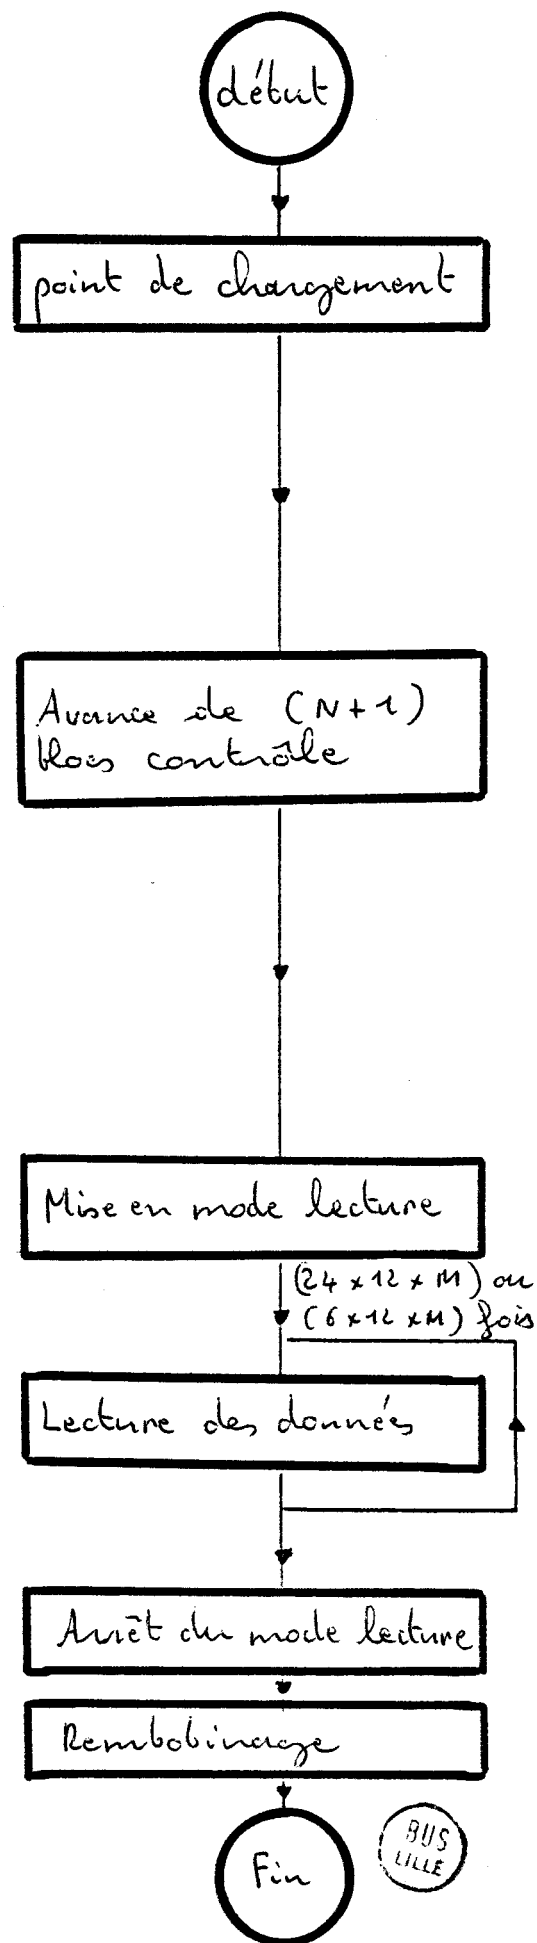 début
point de chargement
Avance de (N+1)
blocs contrôle
Mise en mode lecture
(24 x 12 x M) ou
(6 x 12 x M) fois
Lecture des données
Arrêt du mode lecture
Rembobinage
Fin
BUS
LILLE